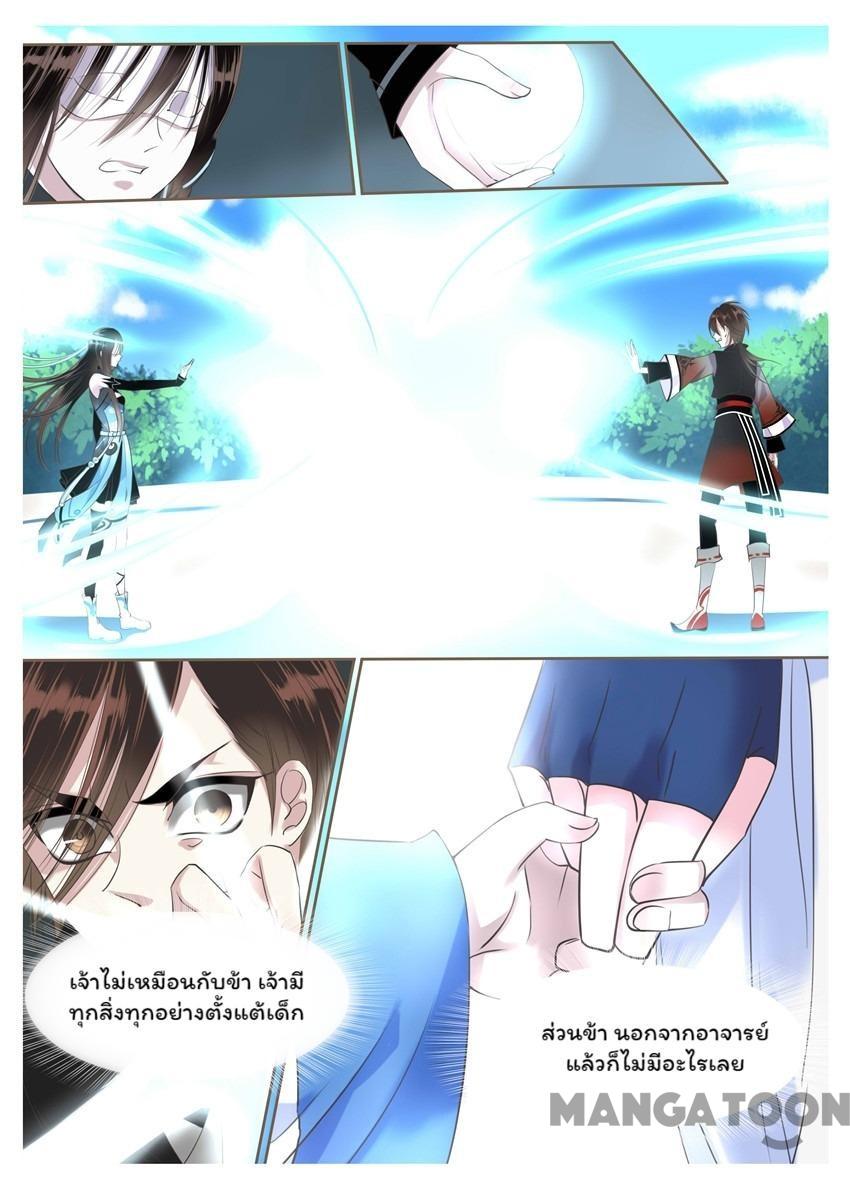 เจ้าไม่เหมือนกับข้า เจ้ามี
ทุกสิ่งทุกอย่างตั้งแต้เด็ก
ส่วนข้า นอกจากอาจารย์
แล้วก็ไม่มีอะไรเลย
MANGATOON